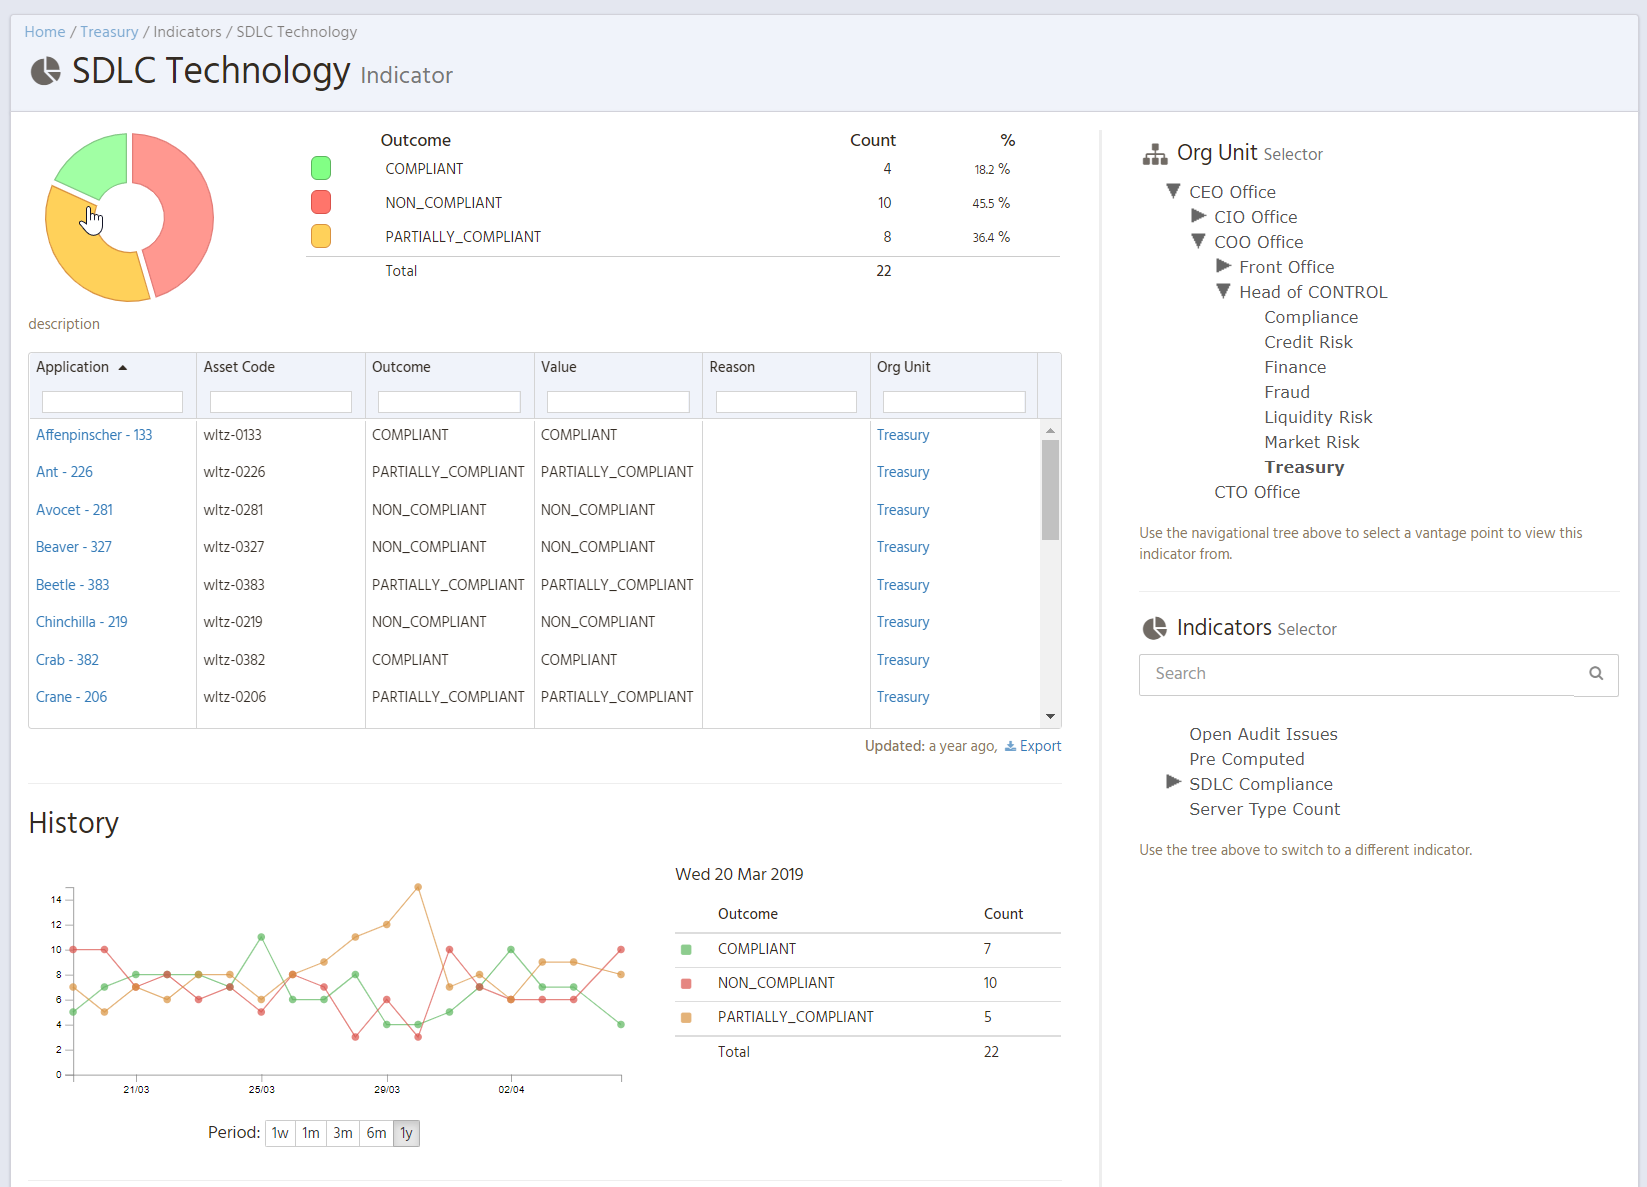 Home / Treasury / Indicators / SDLC Technology
SDLC Technology Indicator
Outcome Count %
COMPLIANT 4 18.2 %
NON_COMPLIANT 10 45.5 %
PARTIALLY_COMPLIANT 8 36.4 %
Total 22
description
Application Asset Code Outcome Value Reason Org Unit
Affenpinscher - 133 wltz-0133 COMPLIANT COMPLIANT Treasury
Ant - 226 wltz-0226 PARTIALLY_COMPLIANT PARTIALLY_COMPLIANT Treasury
Avocet - 281 wltz-0281 NON_COMPLIANT NON_COMPLIANT Treasury
Beaver - 327 wltz-0327 NON_COMPLIANT NON_COMPLIANT Treasury
Beetle - 383 wltz-0383 PARTIALLY_COMPLIANT PARTIALLY_COMPLIANT Treasury
Chinchilla - 219 wltz-0219 NON_COMPLIANT NON_COMPLIANT Treasury
Crab - 382 wltz-0382 COMPLIANT COMPLIANT Treasury
Crane - 206 wltz-0206 PARTIALLY_COMPLIANT PARTIALLY_COMPLIANT Treasury
Updated: a year ago, Export
History
14
12
10
8
6
4
2
0
21/03 25/03 29/03 02/04
Period: 1w 1m 3m 6m 1y
Wed 20 Mar 2019
Outcome Count
COMPLIANT 7
NON_COMPLIANT 10
PARTIALLY_COMPLIANT 5
Total 22
Org Unit Selector
CEO Office
CIO Office
COO Office
Front Office
Head of CONTROL
Compliance
Credit Risk
Finance
Fraud
Liquidity Risk
Market Risk
Treasury
CTO Office
Use the navigational tree above to select a vantage point to view this
indicator from.
Indicators Selector
Search
Open Audit Issues
Pre Computed
SDLC Compliance
Server Type Count
Use the tree above to switch to a different indicator.